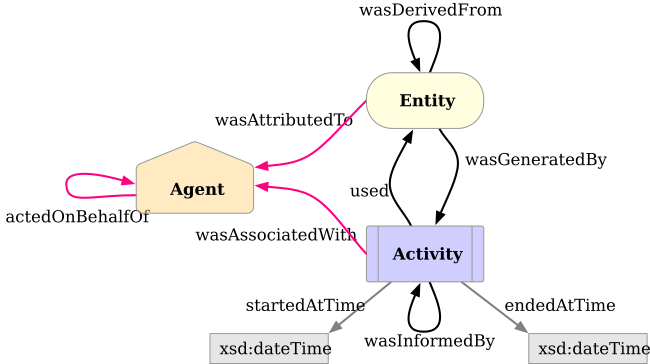 wasDerivedFrom
Entity
wasAttributedTo
wasGeneratedBy
Agent
used
actedOnBehalfOf
wasAssociatedWith
Activity
startedAtTime
endedAtTime
wasInformedBy
xsd:dateTime
xsd:dateTime